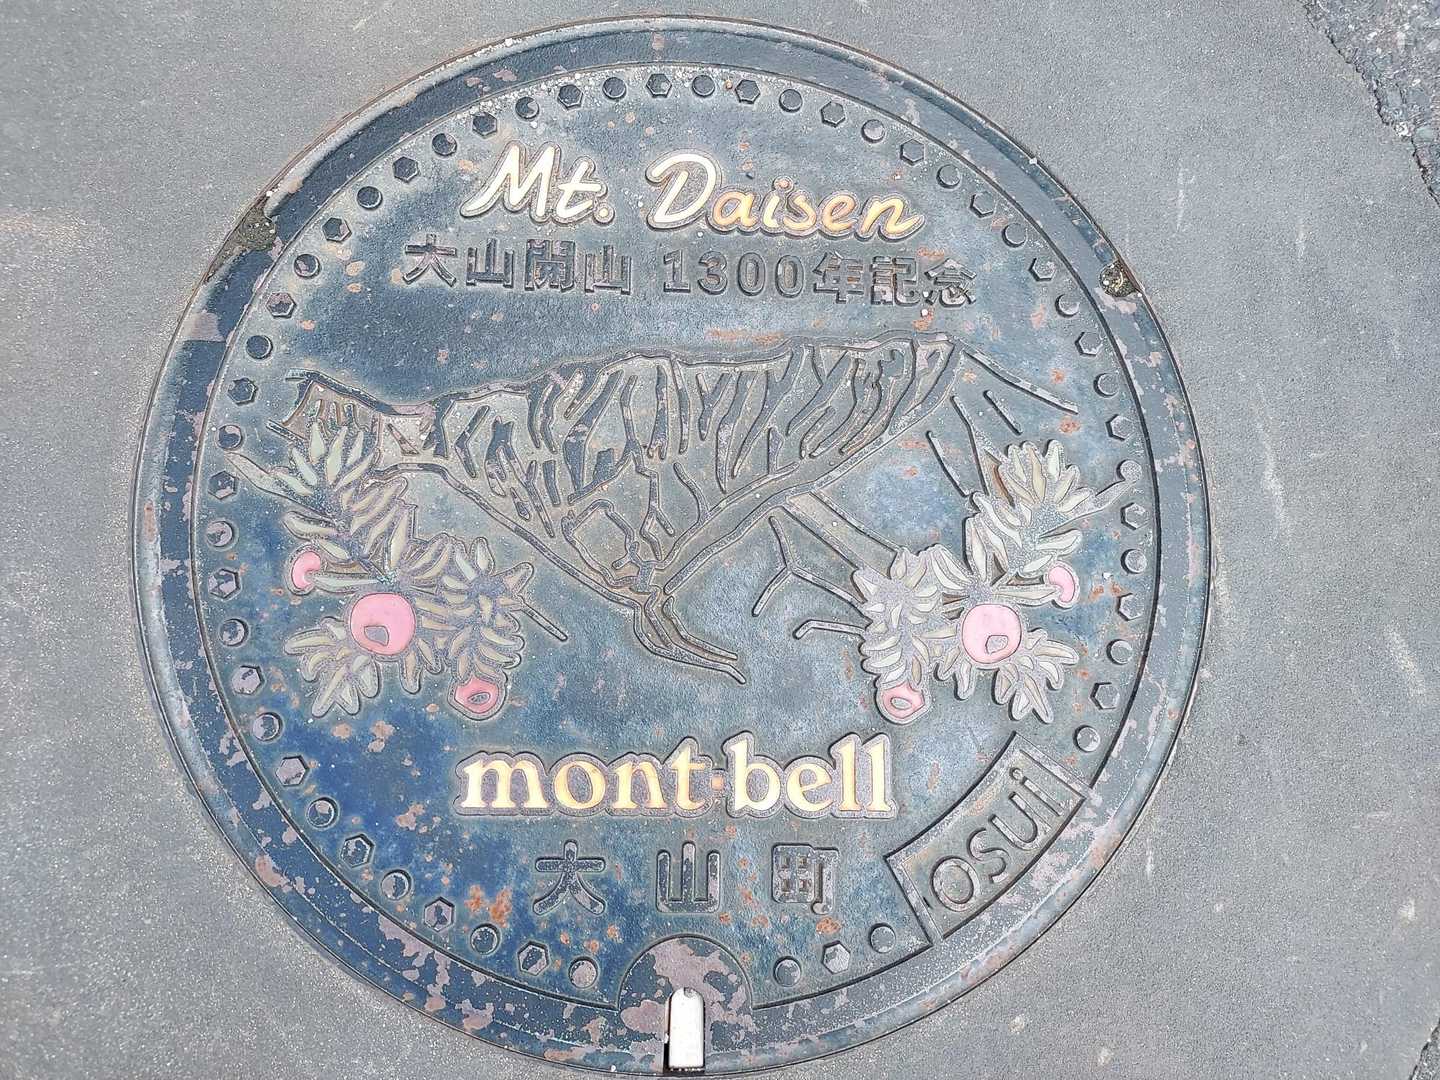 Mt. Daisen
大山開山 1300年記念
mont-bell
大山町
osui